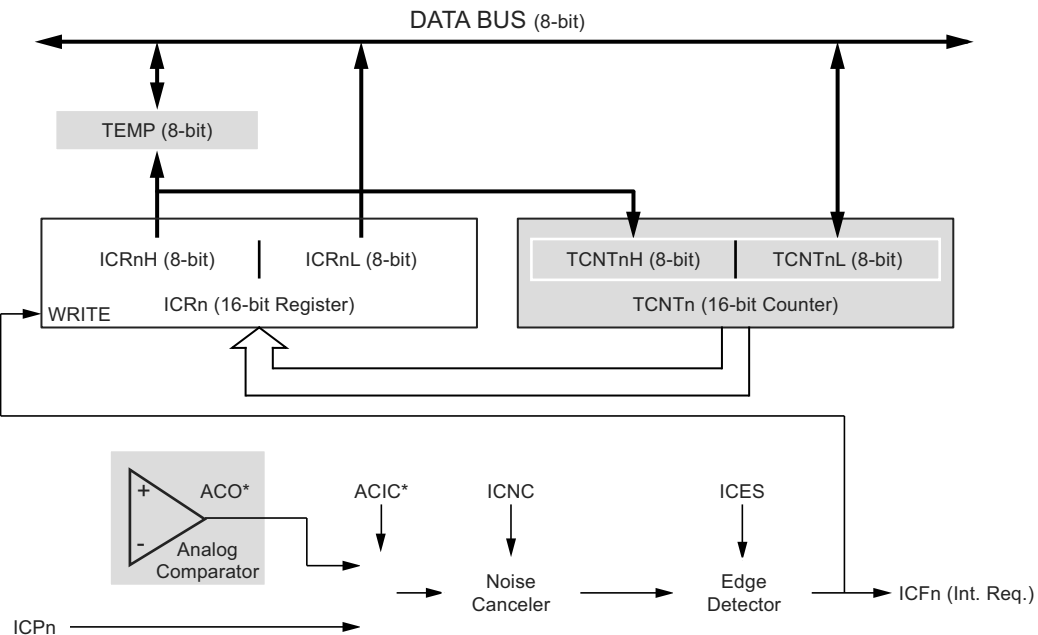 DATA BUS (8-bit)
TEMP (8-bit)
ICRnH (8-bit)
ICRnL (8-bit)
TCNTnH (8-bit)
TCNTnL (8-bit)
WRITE
ICRn (16-bit Register)
TCNTn (16-bit Counter)
+
-
ACO*
Analog
Comparator
ACIC*
ICNC
ICES
Noise
Canceler
Edge
Detector
ICFn (Int. Req.)
ICPn